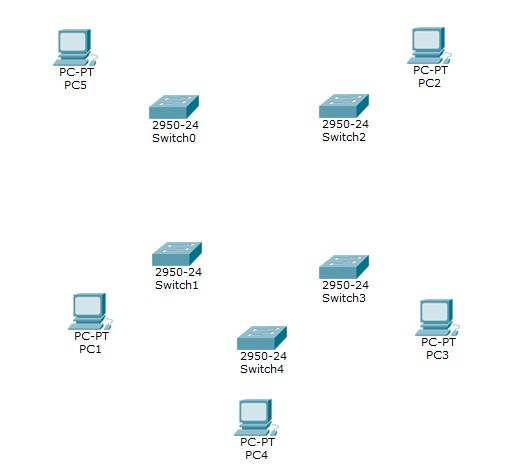 PC-PT
PC5
PC-PT
PC2
2950-24
Switch0
2950-24
Switch2
2950-24
Switch1
2950-24
Switch3
PC-PT
PC1
PC-PT
PC3
2950-24
Switch4
PC-PT
PC4